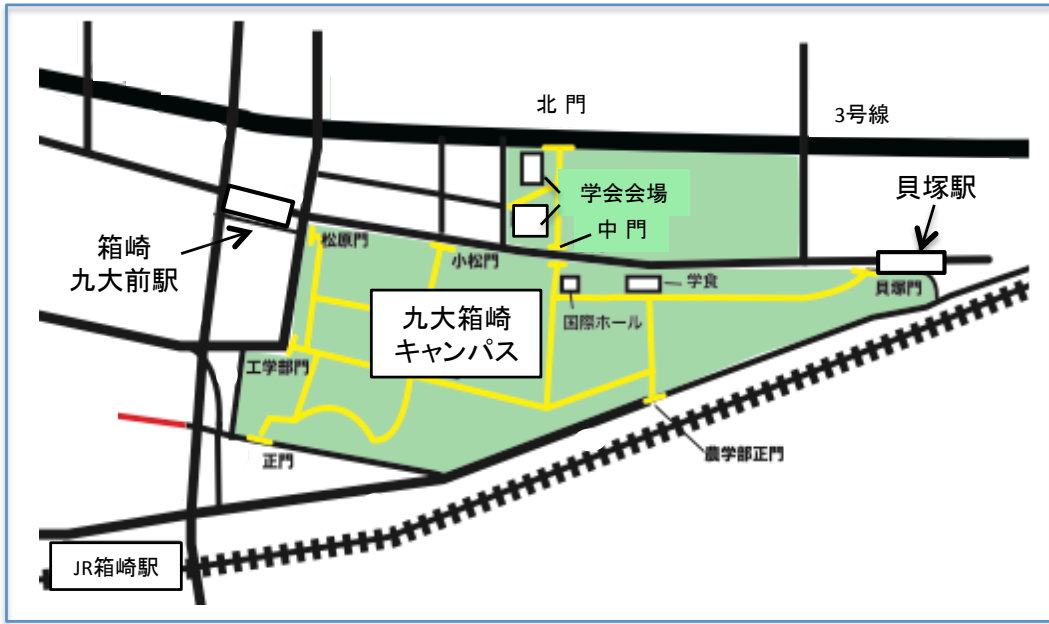 北 門
3号線
学会会場
貝塚駅
中 門
箱崎
九大前駅
松原門
小松門
学食
貝塚門
国際ホール
九大箱崎
キャンパス
工学部門
正門
農学部正門
JR箱崎駅